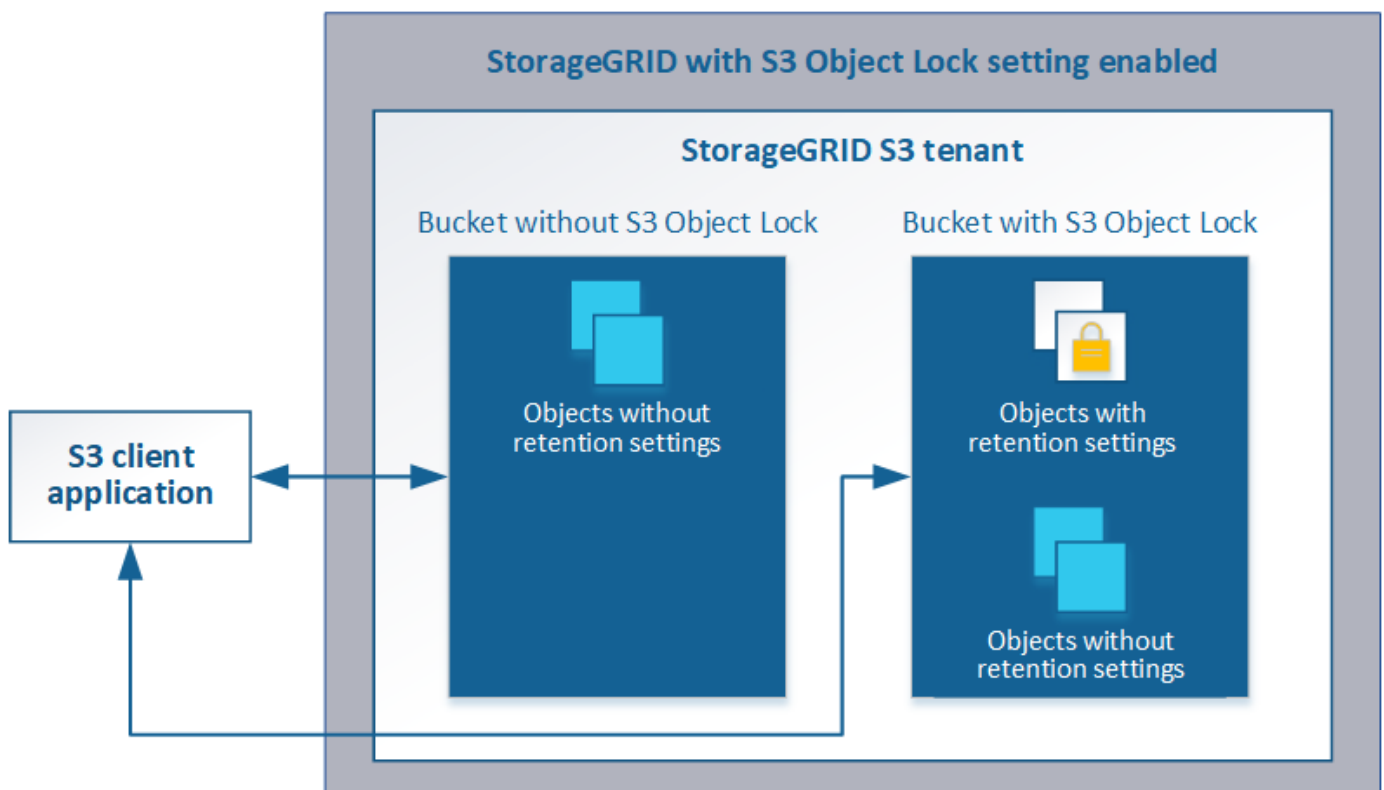 StorageGRID with S3 Object Lock setting enabled
StorageGRID S3 tenant
Bucket without S3 Object Lock
Bucket with S3 Object Lock
Objects without
retention settings
Objects with
retention settings
S3 client
application
Objects without
retention settings